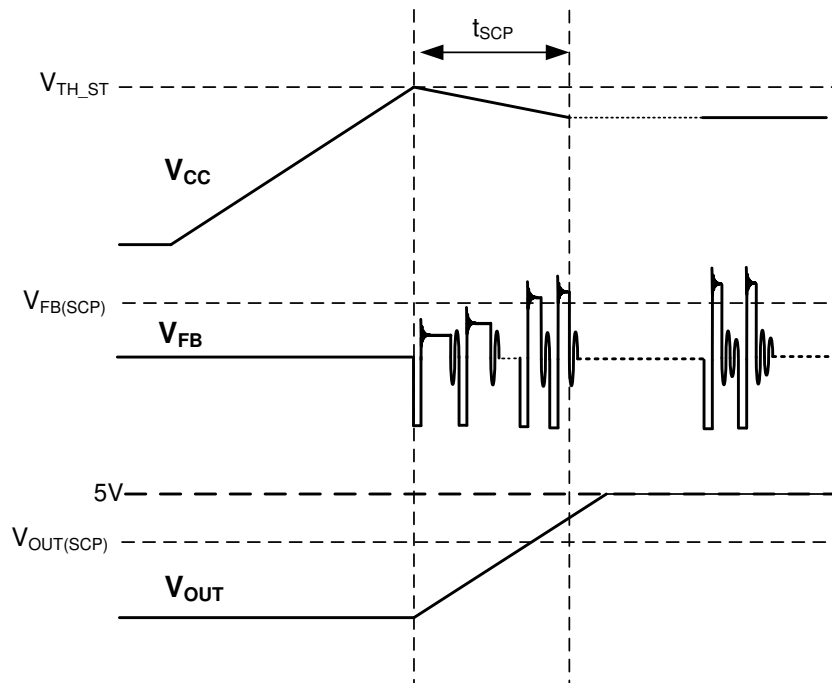 tSCP
VTH_ST
VCC
VFB(SCP)
VFB
5V
VOUT(SCP)
VOUT